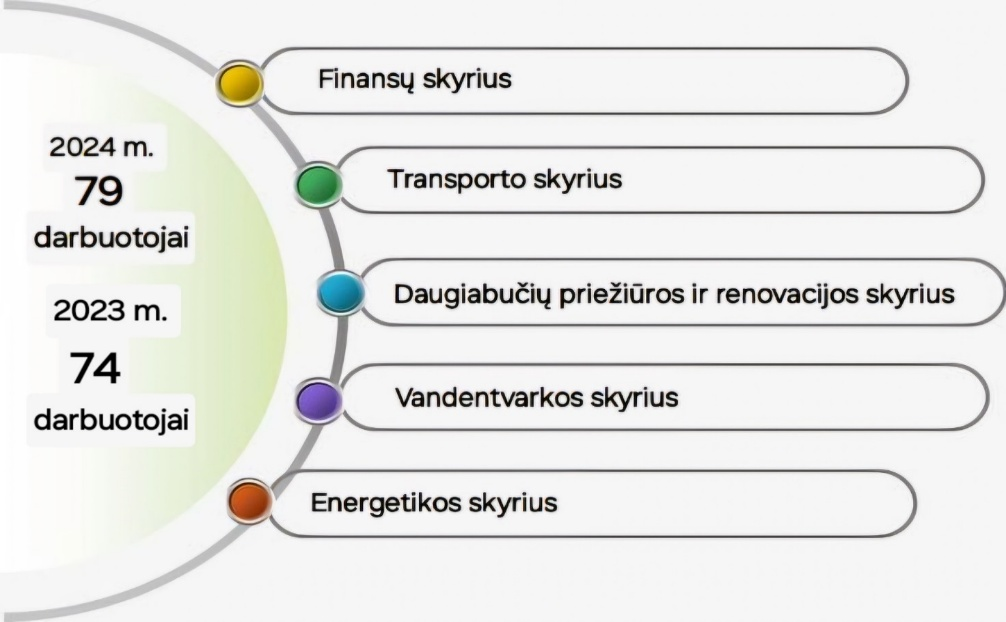 2024 m.
79
darbuotojai
2023 m.
74
darbuotojai
Finansų skyrius
Transporto skyrius
Daugiabučių priežiūros ir renovacijos skyrius
Vandentvarkos skyrius
Energetikos skyrius